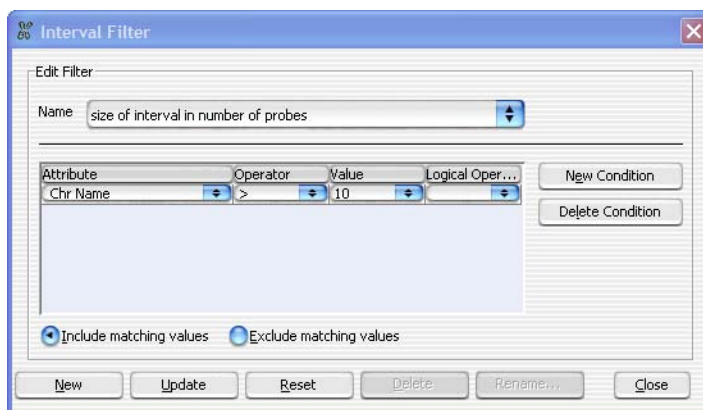 Interval Filter
Edit Filter
Name size of interval in number of probes
Attribute Operator Value Logical Oper...
Chr Name > 10
New Condition
Delete Condition
Include matching values Exclude matching values
New Update Reset Delete Rename... Close